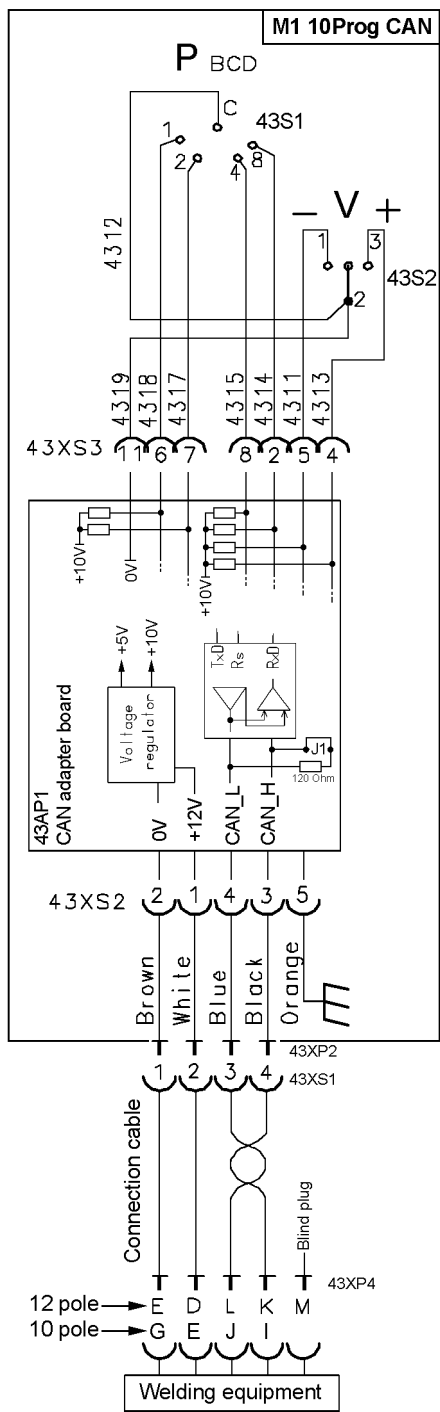 M1 10Prog CAN
P BCD
C
43S1
1
2
4
8
4312
− V +
1
3
43S2
2
4319
4318
4317
4315
4314
4311
4313
43XS3
11 6 7 8 2 5 4
+10V
0V
+10V
+5V
+10V
TxD
Rs
RxD
Voltage
regulator
J1
120 Ohm
43AP1
CAN adapter board
0V
+12V
CAN_L
CAN_H
43XS2
2 1 4 3 5
Brown
White
Blue
Black
Orange
43XP2
1 2 3 4
43XS1
Connection cable
Blind plug
43XP4
12 pole E D L K M
10 pole G E J I
Welding equipment